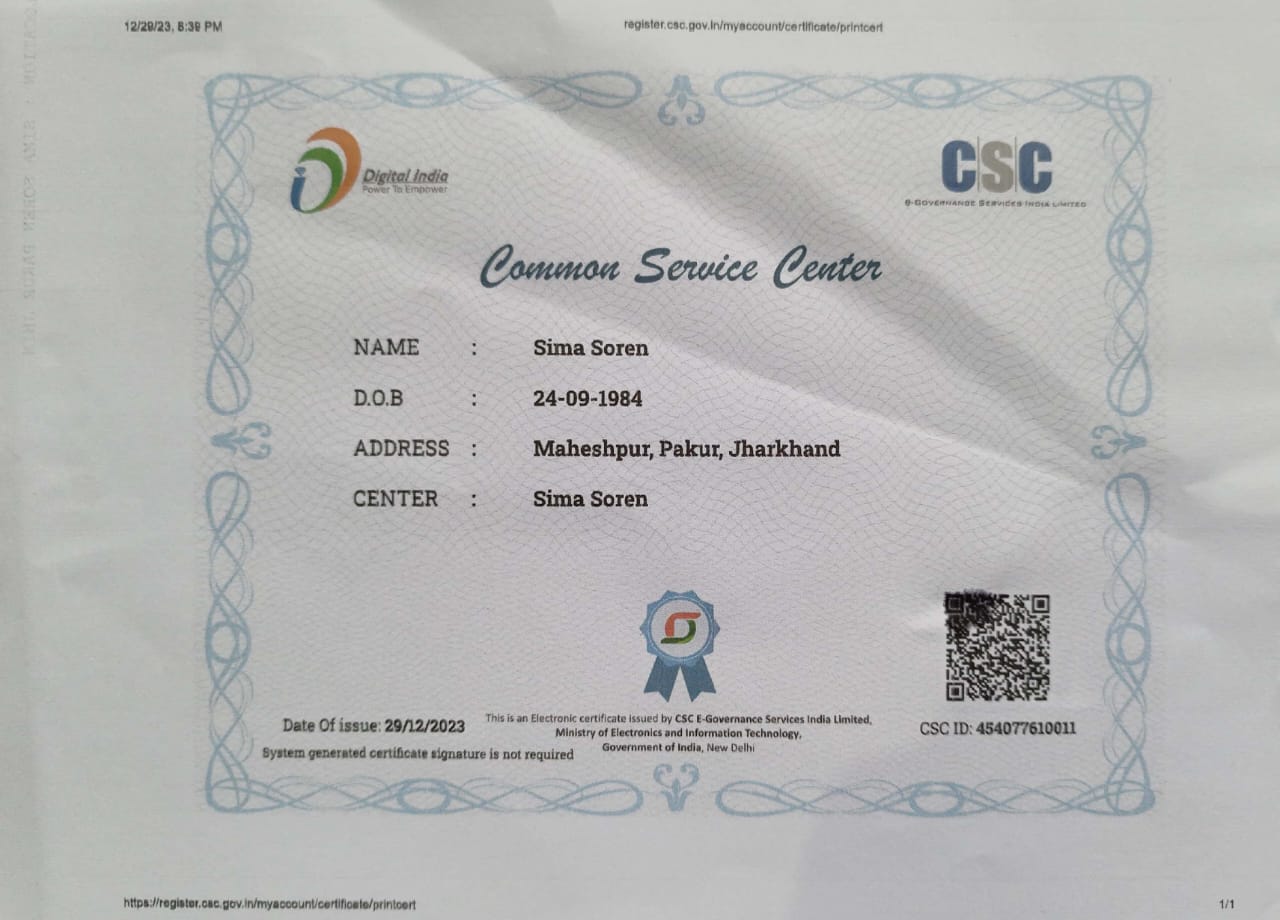 12/29/23, 8:39 PM
register.csc.gov.in/myaccount/certificate/printcert
Digital India
Power To Empower
CSC
E-GOVERNANCE SERVICES INDIA LIMITED
Common Service Center
NAME : Sima Soren
D.O.B : 24-09-1984
ADDRESS : Maheshpur, Pakur, Jharkhand
CENTER : Sima Soren
Date Of issue: 29/12/2023
This is an Electronic certificate issued by CSC E-Governance Services India Limited,
Ministry of Electronics and Information Technology,
Government of India, New Delhi
CSC ID: 454077610011
System generated certificate signature is not required
https://register.csc.gov.in/myaccount/certificate/printcert
1/1